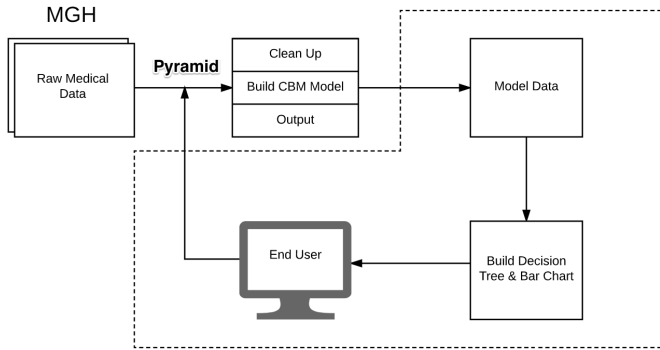 MGH
Raw Medical
Data
Pyramid
Clean Up
Build CBM Model
Output
Model Data
End User
Build Decision
Tree & Bar Chart